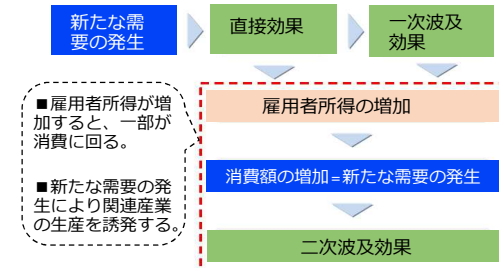 新たな需
要の発生
直接効果
一次波及
効果
■雇用者所得が増
加すると、一部が
消費に回る。
■新たな需要の発
生により関連産業
の生産を誘発する。
雇用者所得の増加
消費額の増加=新たな需要の発生
二次波及効果